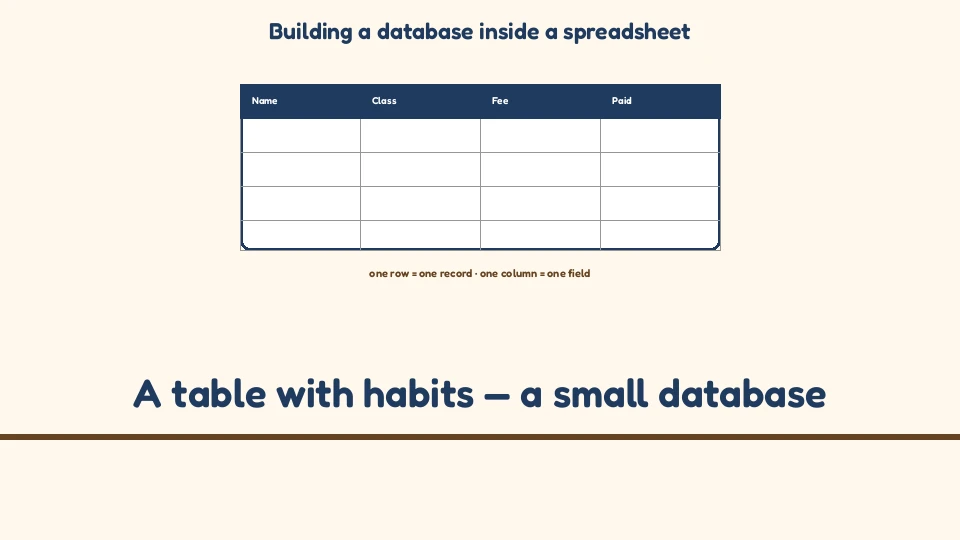 Building a database inside a spreadsheet
Name Class Fee Paid
one row = one record · one column = one field
A table with habits — a small database